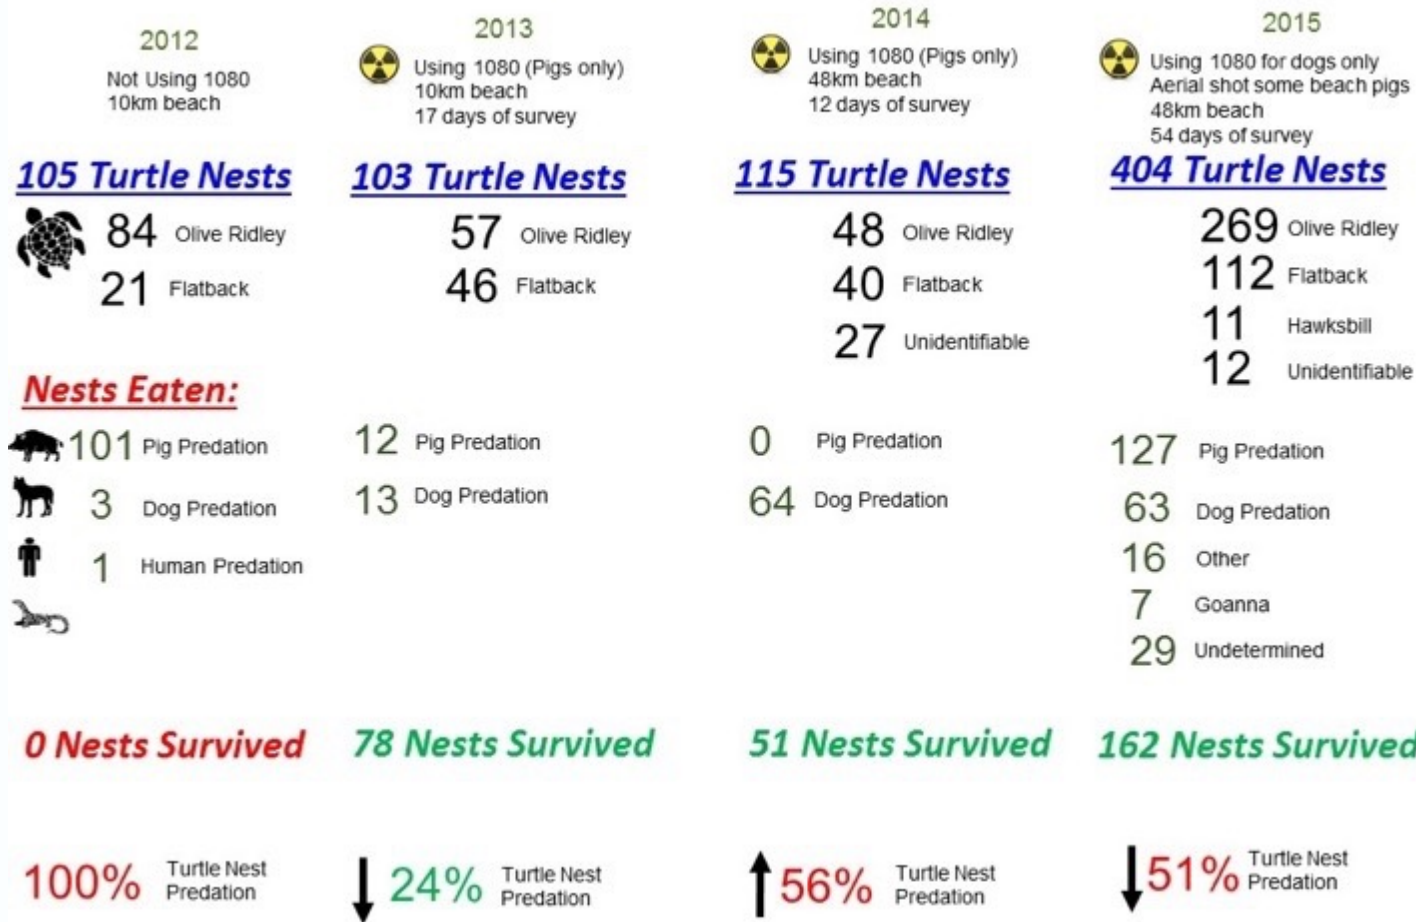 2012
Not Using 1080
10km beach
105 Turtle Nests
84 Olive Ridley
21 Flatback
Nests Eaten:
101 Pig Predation
3 Dog Predation
1 Human Predation
0 Nests Survived
100% Turtle Nest
Predation
2013
Using 1080 (Pigs only)
10km beach
17 days of survey
103 Turtle Nests
57 Olive Ridley
46 Flatback
12 Pig Predation
13 Dog Predation
78 Nests Survived
24% Turtle Nest
Predation
2014
Using 1080 (Pigs only)
48km beach
12 days of survey
115 Turtle Nests
48 Olive Ridley
40 Flatback
27 Unidentifiable
0 Pig Predation
64 Dog Predation
51 Nests Survived
56% Turtle Nest
Predation
2015
Using 1080 for dogs only
Aerial shot some beach pigs
48km beach
54 days of survey
404 Turtle Nests
269 Olive Ridley
112 Flatback
11 Hawksbill
12 Unidentifiable
127 Pig Predation
63 Dog Predation
16 Other
7 Goanna
29 Undetermined
162 Nests Survived
51% Turtle Nest
Predation